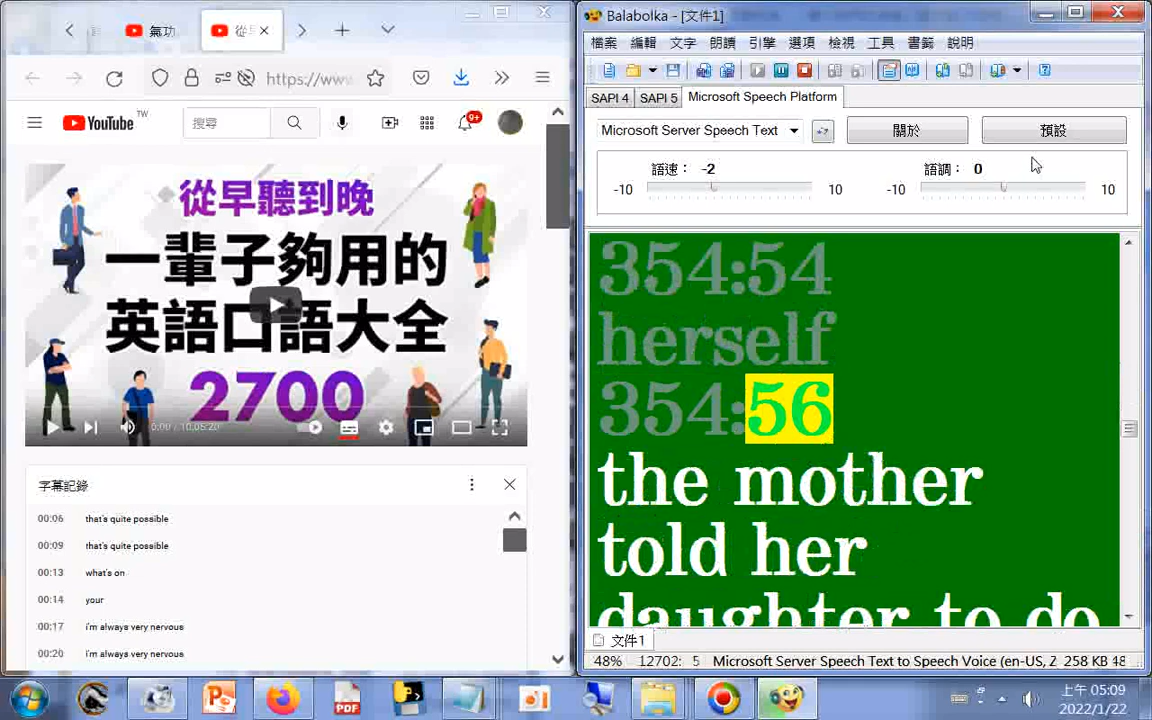 氣功
從
https://www
YouTube TW
搜尋
9+
從早聽到晚
一輩子夠用的
英語口語大全
2700
0:00 / 10:05:20
字幕記錄
00:06 that's quite possible
00:09 that's quite possible
00:13 what's on
00:14 your
00:17 i'm always very nervous
00:20 i'm always very nervous
Balabolka - [文件1]
檔案 編輯 文字 朗讀 引擎 選項 檢視 工具 書籤 說明
SAPI 4 SAPI 5 Microsoft Speech Platform
Microsoft Server Speech Text 關於 預設
語速： -2 語調： 0
-10 10 -10 10
354:54
herself
354:56
the mother
told her
daughter to do
文件1
48% 12702: 5 Microsoft Server Speech Text to Speech Voice (en-US, Z 258 KB 48
PDF
上午 05:09
2022/1/22